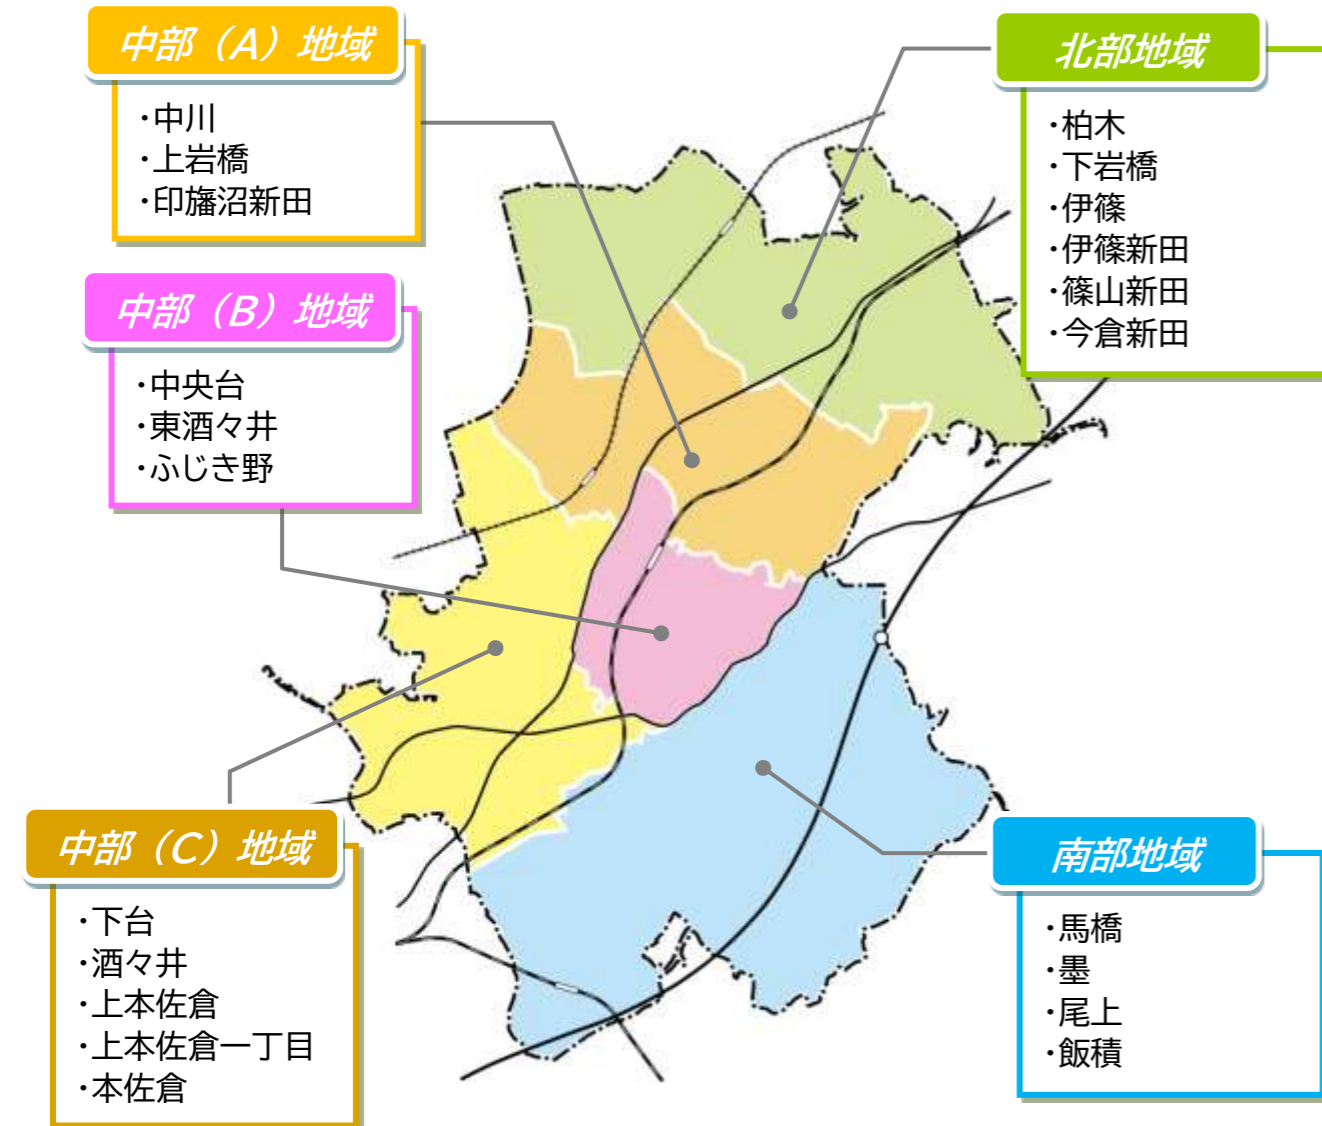 中部（A）地域
・中川
・上岩橋
・印旛沼新田
中部（B）地域
・中央台
・東酒々井
・ふじき野
中部（C）地域
・下台
・酒々井
・上本佐倉
・上本佐倉一丁目
・本佐倉
北部地域
・柏木
・下岩橋
・伊篠
・伊篠新田
・篠山新田
・今倉新田
南部地域
・馬橋
・墨
・尾上
・飯積